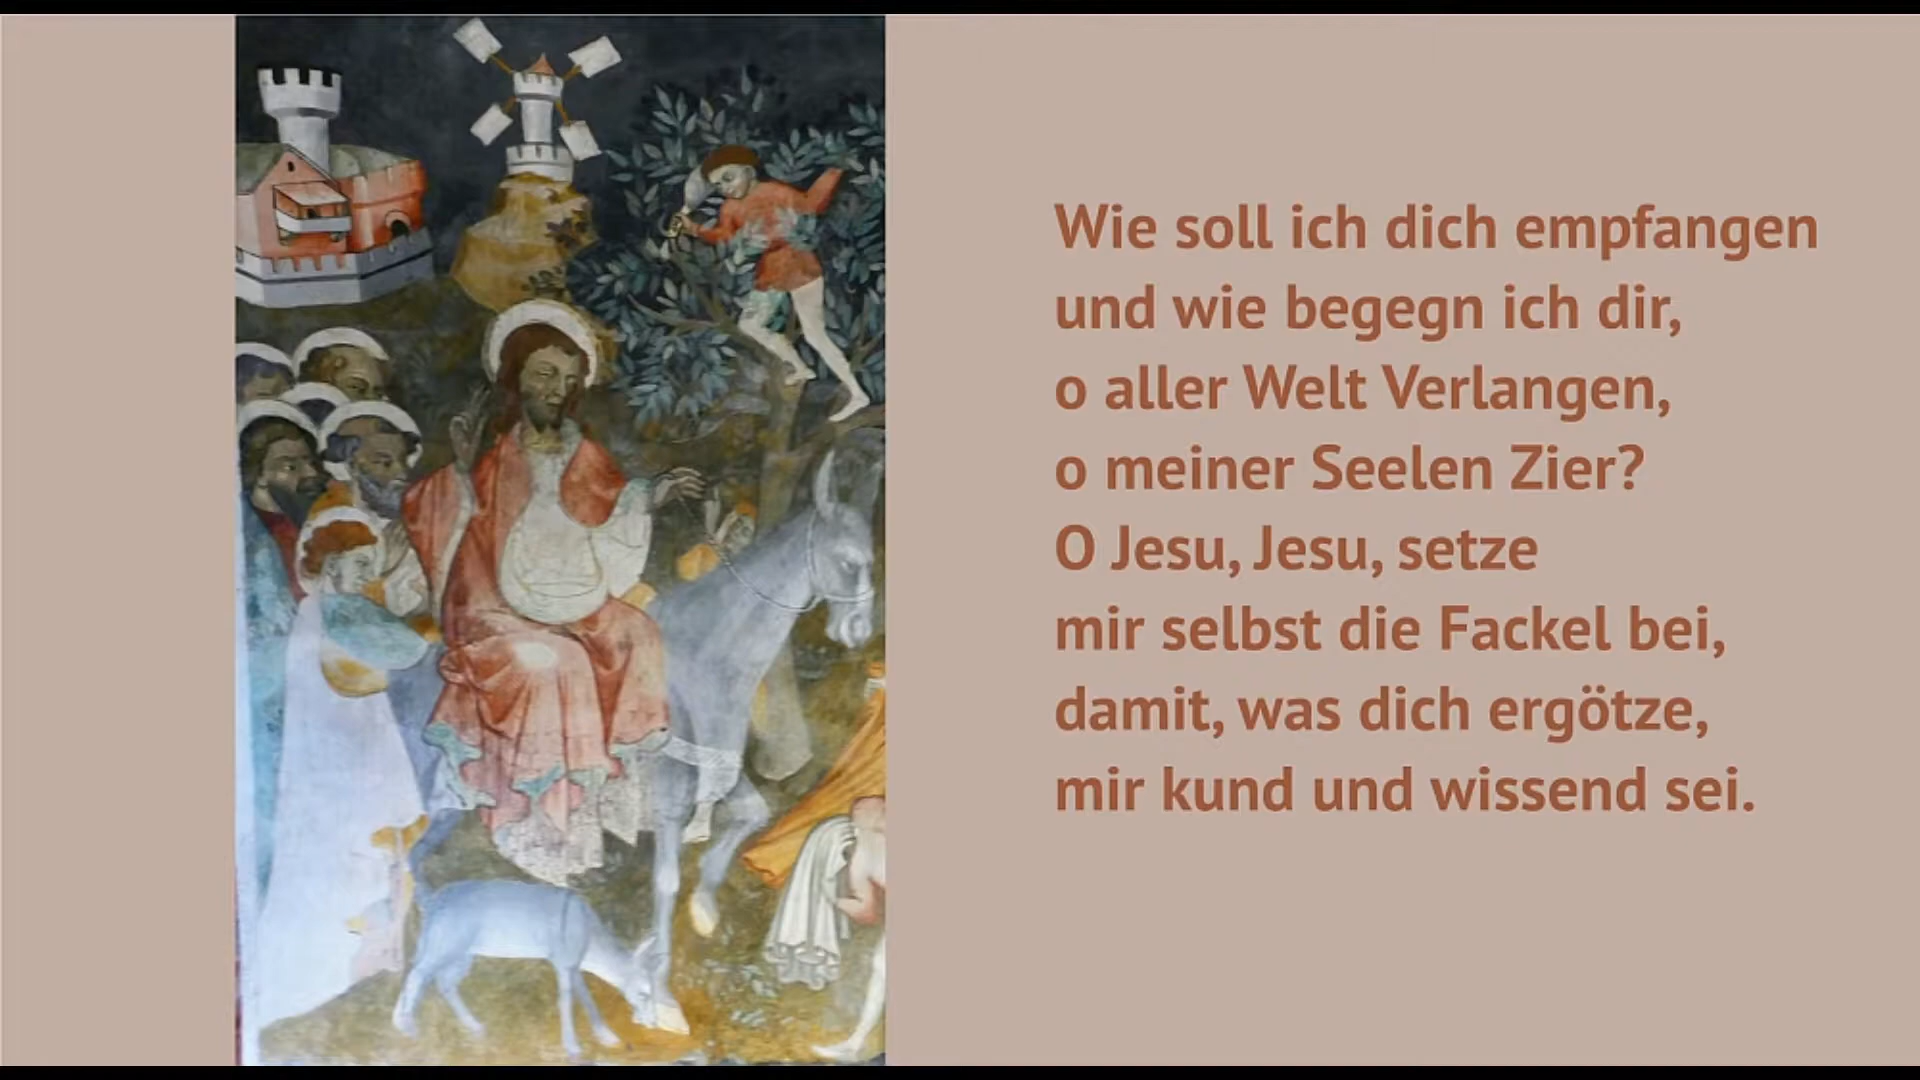 Wie soll ich dich empfangen
und wie begegn ich dir,
o aller Welt Verlangen,
o meiner Seelen Zier?
O Jesu, Jesu, setze
mir selbst die Fackel bei,
damit, was dich ergötze,
mir kund und wissend sei.